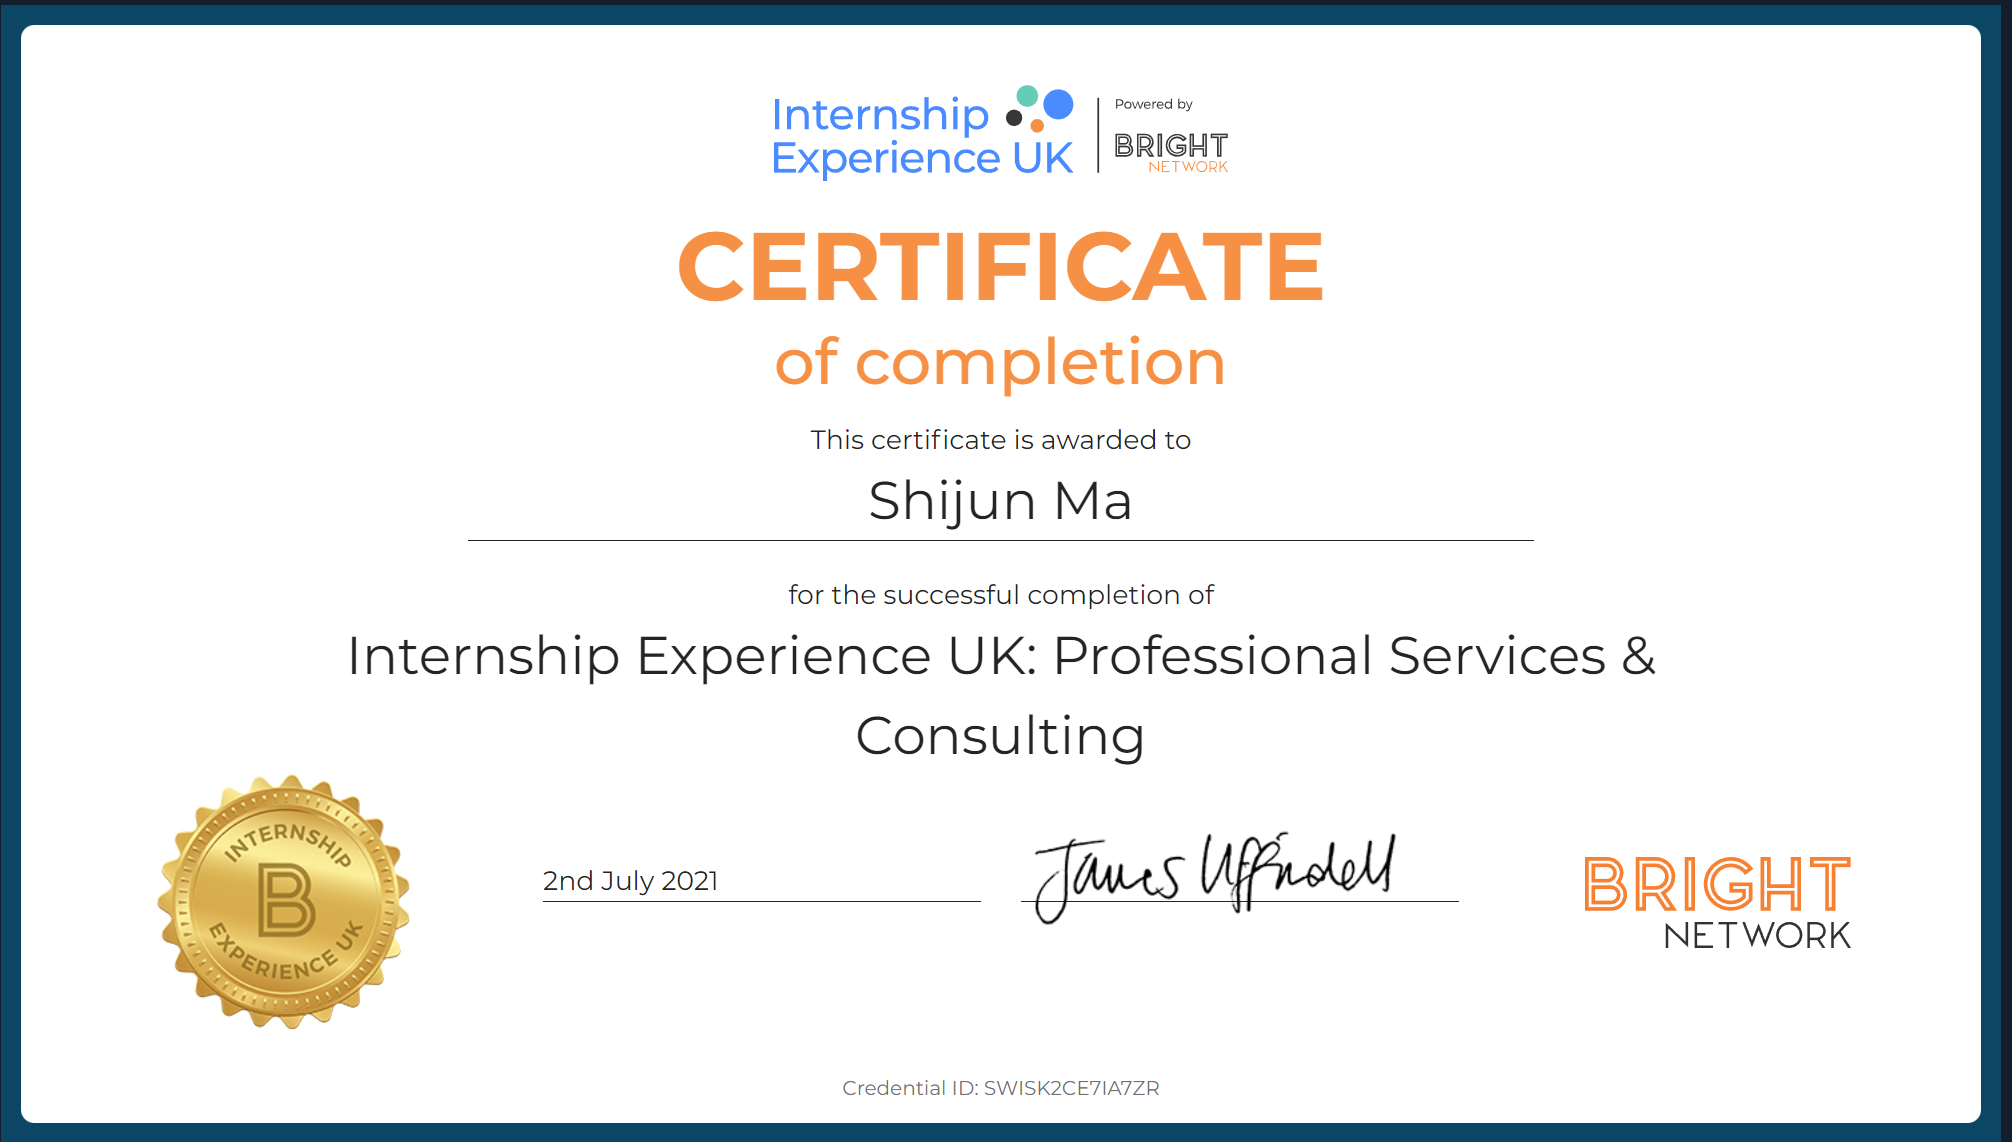 Internship
Experience UK
Powered by
BRIGHT
NETWORK
CERTIFICATE
of completion
This certificate is awarded to
Shijun Ma
for the successful completion of
Internship Experience UK: Professional Services &
Consulting
INTERNSHIP
B
EXPERIENCE UK
2nd July 2021
James Uffindell
BRIGHT
NETWORK
Credential ID: SWISK2CE7IA7ZR